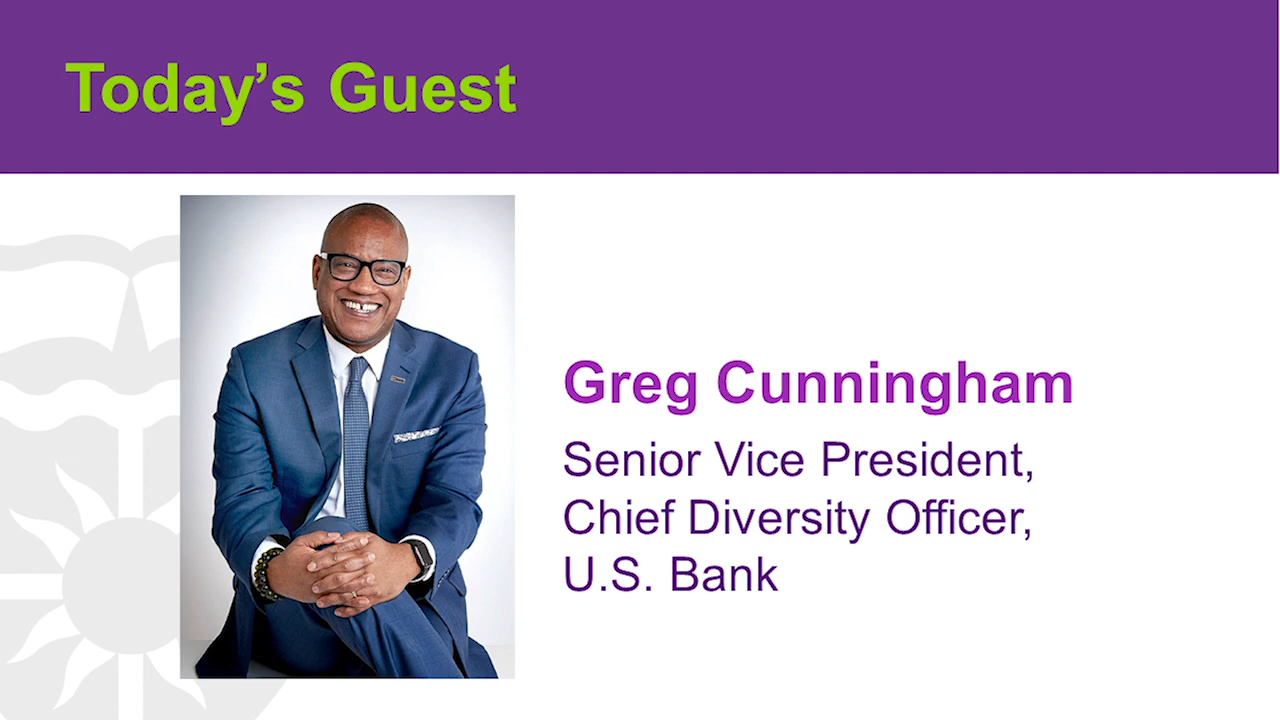 Today’s Guest
Greg Cunningham
Senior Vice President,
Chief Diversity Officer,
U.S. Bank